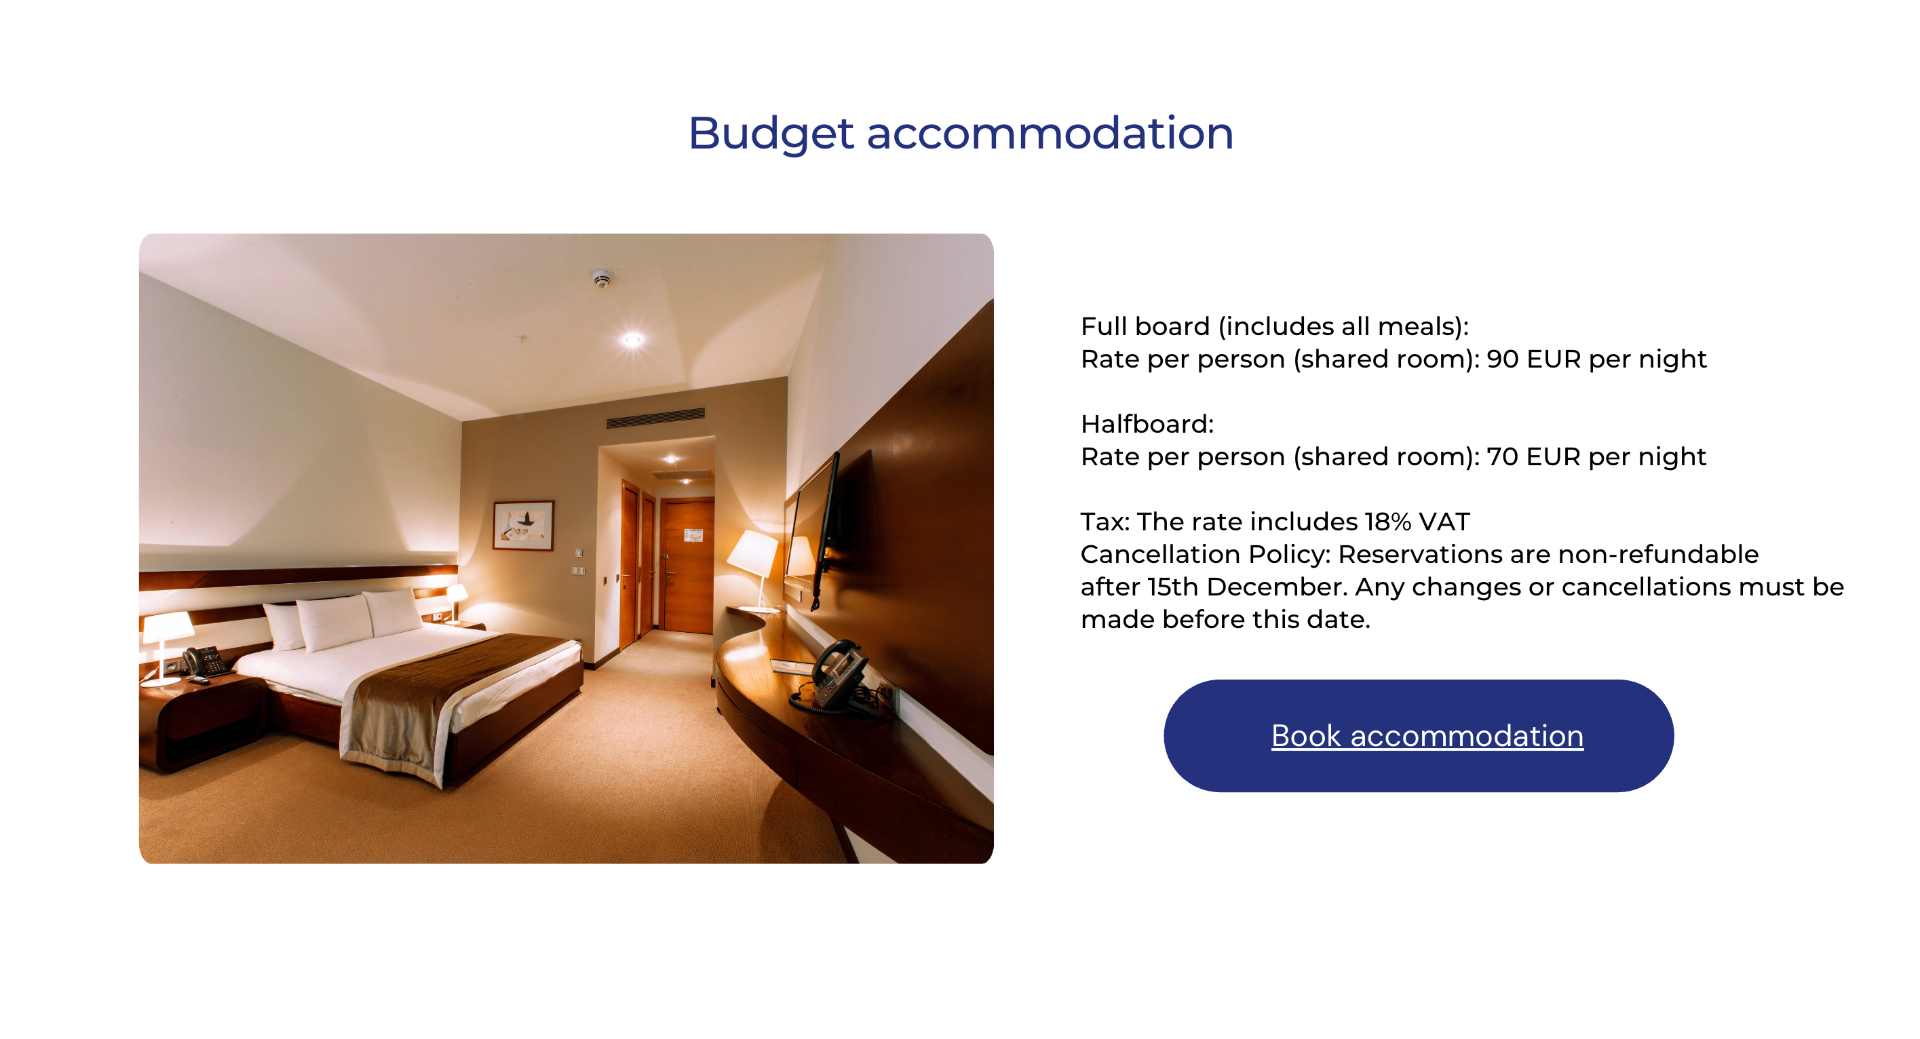 Budget accommodation
Full board (includes all meals):
Rate per person (shared room): 90 EUR per night
Halfboard:
Rate per person (shared room): 70 EUR per night
Tax: The rate includes 18% VAT
Cancellation Policy: Reservations are non-refundable
after 15th December. Any changes or cancellations must be
made before this date.
Book accommodation